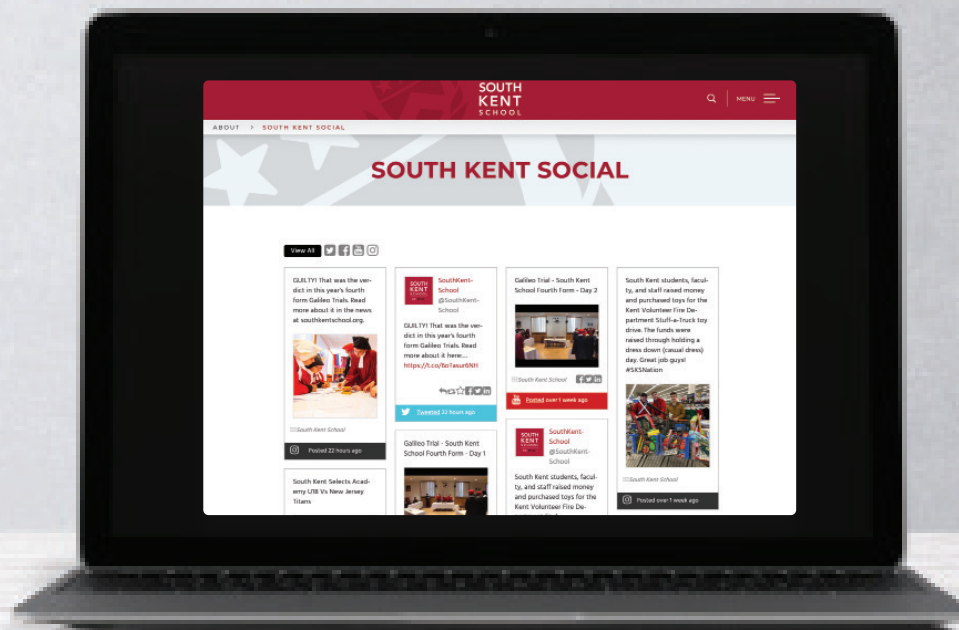 SOUTH
KENT
SCHOOL
MENU
ABOUT > SOUTH KENT SOCIAL
SOUTH KENT SOCIAL
View All
GUILTY! That was the ver-
dict in this year's fourth
form Galileo Trials. Read
more about it in the news
at southkentschool.org.
South Kent School
Posted 22 hours ago
South Kent Selects Acad-
emy U18 Vs New Jersey
Titans
SOUTH
KENT
SouthKent-
School
@SouthKent-
School
GUILTY! That was the ver-
dict in this year's fourth
form Galileo Trials. Read
more about it here:...
Tweeted 22 hours ago
Galileo Trial - South Kent
School Fourth Form - Day 1
Galileo Trial - South Kent
School Fourth Form - Day 2
South Kent School
Posted over 1 week ago
SOUTH
KENT
SouthKent-
School
@SouthKent-
School
South Kent students, facul-
ty, and staff raised money
and purchased toys for the
Kent Volunteer Fire De-
South Kent students, facul-
ty, and staff raised money
and purchased toys for the
Kent Volunteer Fire De-
partment Stuff-a-Truck toy
drive. The funds were
raised through holding a
dress down (casual dress)
day. Great job guys!
#SKSNation
South Kent School
Posted over 1 week ago